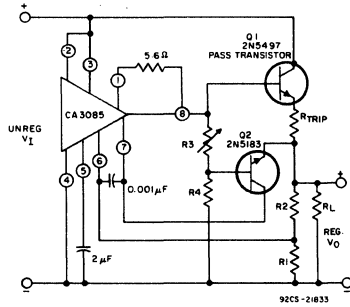 +
Q1
2N5497
PASS TRANSISTOR
5·6Ω
2
3
1
CA3085
8
RTRIP
Q2
2N5183
UNREG
VI
R3
6
7
4
5
R4
0.001µF
2µF
+
R2
RL
REG.
VO
R1
92CS-21833